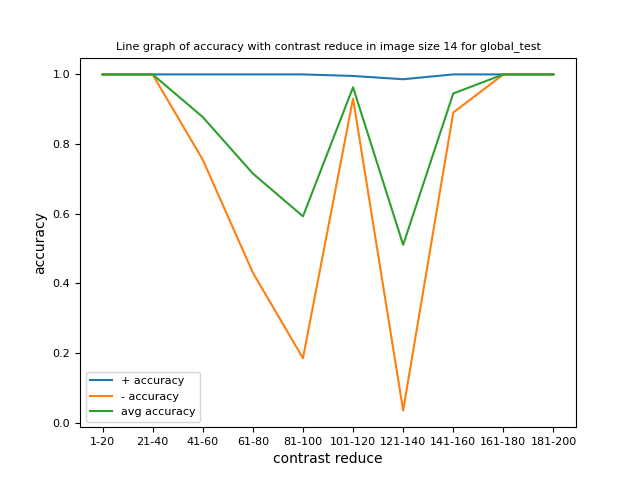 Line graph of accuracy with contrast reduce in image size 14 for global_test
accuracy
1.0
0.8
0.6
0.4
0.2
0.0
+ accuracy
- accuracy
avg accuracy
1-20 21-40 41-60 61-80 81-100 101-120 121-140 141-160 161-180 181-200
contrast reduce